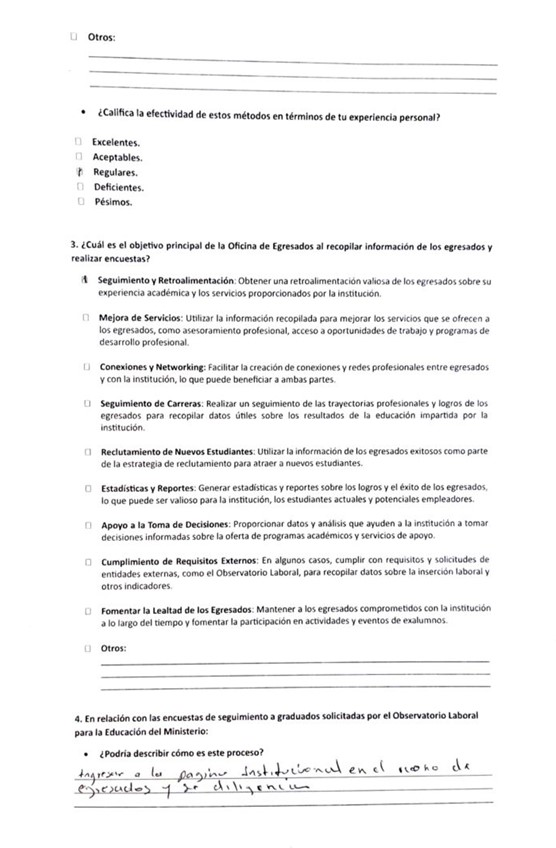 Otros:
• ¿Califica la efectividad de estos métodos en términos de tu experiencia personal?
Excelentes.
Aceptables.
Regulares.
Deficientes.
Pésimos.
3. ¿Cuál es el objetivo principal de la Oficina de Egresados al recopilar información de los egresados y
realizar encuestas?
Seguimiento y Retroalimentación: Obtener una retroalimentación valiosa de los egresados sobre su
experiencia académica y los servicios proporcionados por la institución.
Mejora de Servicios: Utilizar la información recopilada para mejorar los servicios que se ofrecen a
los egresados, como asesoramiento profesional, acceso a oportunidades de trabajo y programas de
desarrollo profesional.
Conexiones y Networking: Facilitar la creación de conexiones y redes profesionales entre egresados
y con la institución, lo que puede beneficiar a ambas partes.
Seguimiento de Carreras: Realizar un seguimiento de las trayectorias profesionales y logros de los
egresados para recopilar datos útiles sobre los resultados de la educación impartida por la
institución.
Reclutamiento de Nuevos Estudiantes: Utilizar la información de los egresados exitosos como parte
de la estrategia de reclutamiento para atraer a nuevos estudiantes.
Estadísticas y Reportes: Generar estadísticas y reportes sobre los logros y el éxito de los egresados,
lo que puede ser valioso para la institución, los estudiantes actuales y potenciales empleadores.
Apoyo a la Toma de Decisiones: Proporcionar datos y análisis que ayuden a la institución a tomar
decisiones informadas sobre la oferta de programas académicos y servicios de apoyo.
Cumplimiento de Requisitos Externos: En algunos casos, cumplir con requisitos y solicitudes de
entidades externas, como el Observatorio Laboral, para recopilar datos sobre la inserción laboral y
otros indicadores.
Fomentar la Lealtad de los Egresados: Mantener a los egresados comprometidos con la institución
a lo largo del tiempo y fomentar la participación en actividades y eventos de exalumnos.
Otros:
4. En relación con las encuestas de seguimiento a graduados solicitadas por el Observatorio Laboral
para la Educación del Ministerio:
• ¿Podría describir cómo es este proceso?
Ingresar a la pagina Institucional en el de
egresados y se diligencia